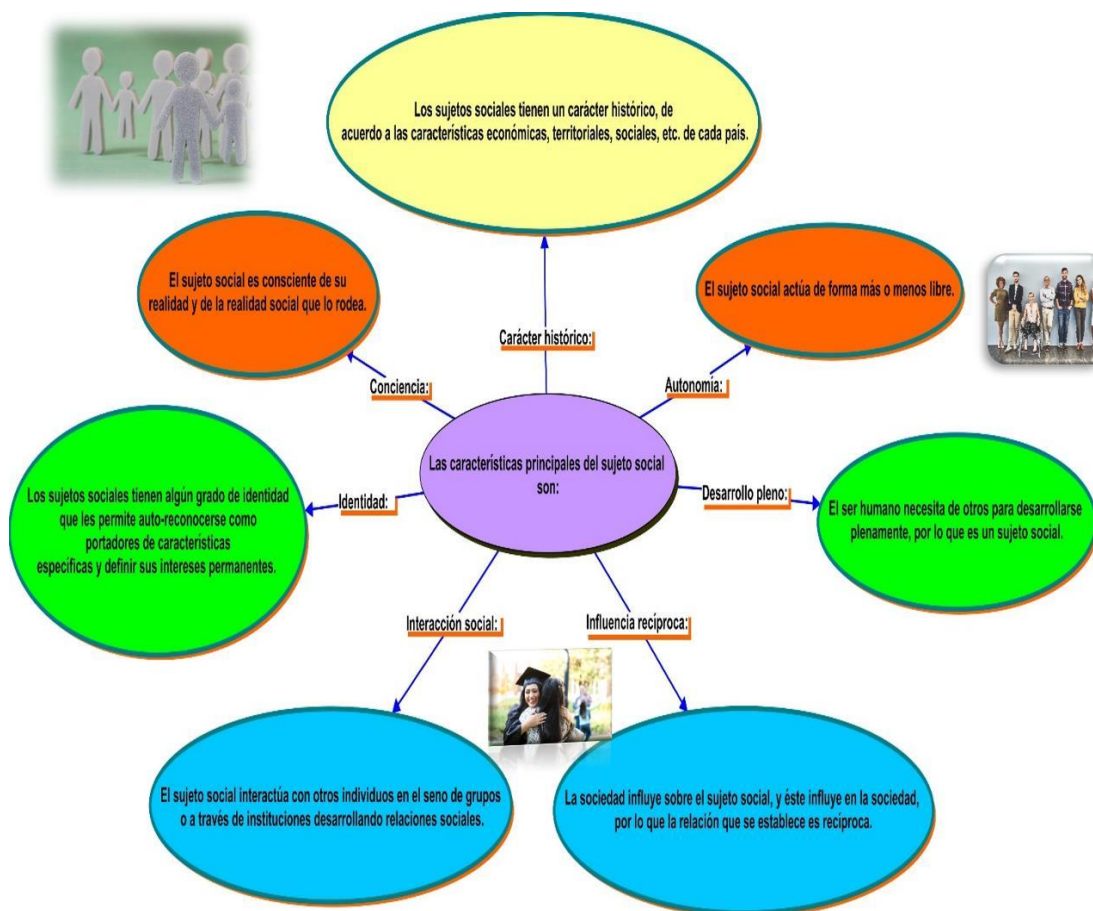 Los sujetos sociales tienen un carácter histórico, de
acuerdo a las características económicas, territoriales, sociales, etc. de cada país.
El sujeto social es consciente de su
realidad y de la realidad social que lo rodea.
El sujeto social actúa de forma más o menos libre.
Carácter histórico:
Conciencia:
Autonomía:
Las características principales del sujeto social
son:
Identidad:
Desarrollo pleno:
Los sujetos sociales tienen algún grado de identidad
que les permite auto-reconocerse como
portadores de características
específicas y definir sus intereses permanentes.
El ser humano necesita de otros para desarrollarse
plenamente, por lo que es un sujeto social.
Interacción social:
Influencia recíproca:
El sujeto social interactúa con otros individuos en el seno de grupos
o a través de instituciones desarrollando relaciones sociales.
La sociedad influye sobre el sujeto social, y éste influye en la sociedad,
por lo que la relación que se establece es recíproca.